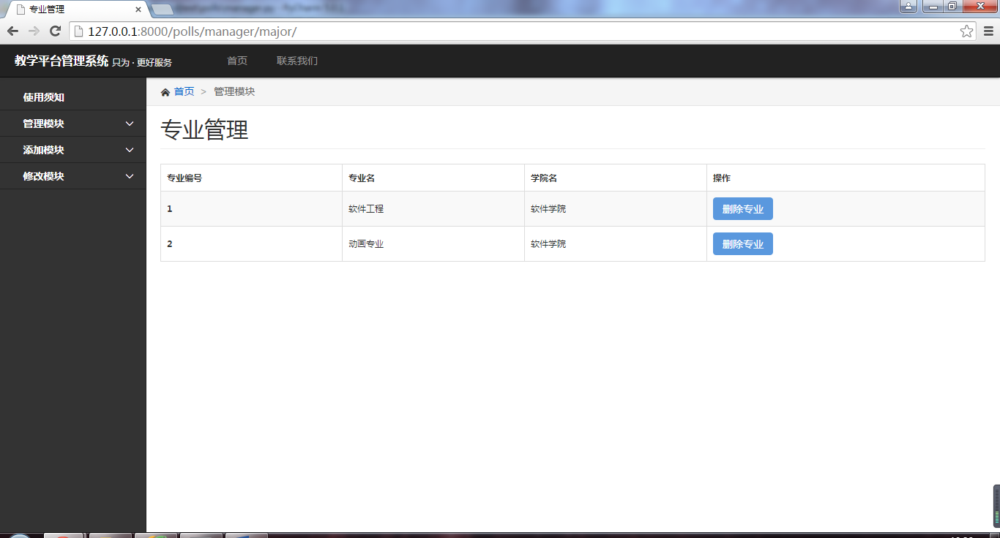 专业管理
127.0.0.1:8000/polls/manager/major/
教学平台管理系统 只为 · 更好服务 首页 联系我们
使用须知
管理模块
添加模块
修改模块
首页 > 管理模块
专业管理
专业编号 专业名 学院名 操作
1 软件工程 软件学院 删除专业
2 动画专业 软件学院 删除专业